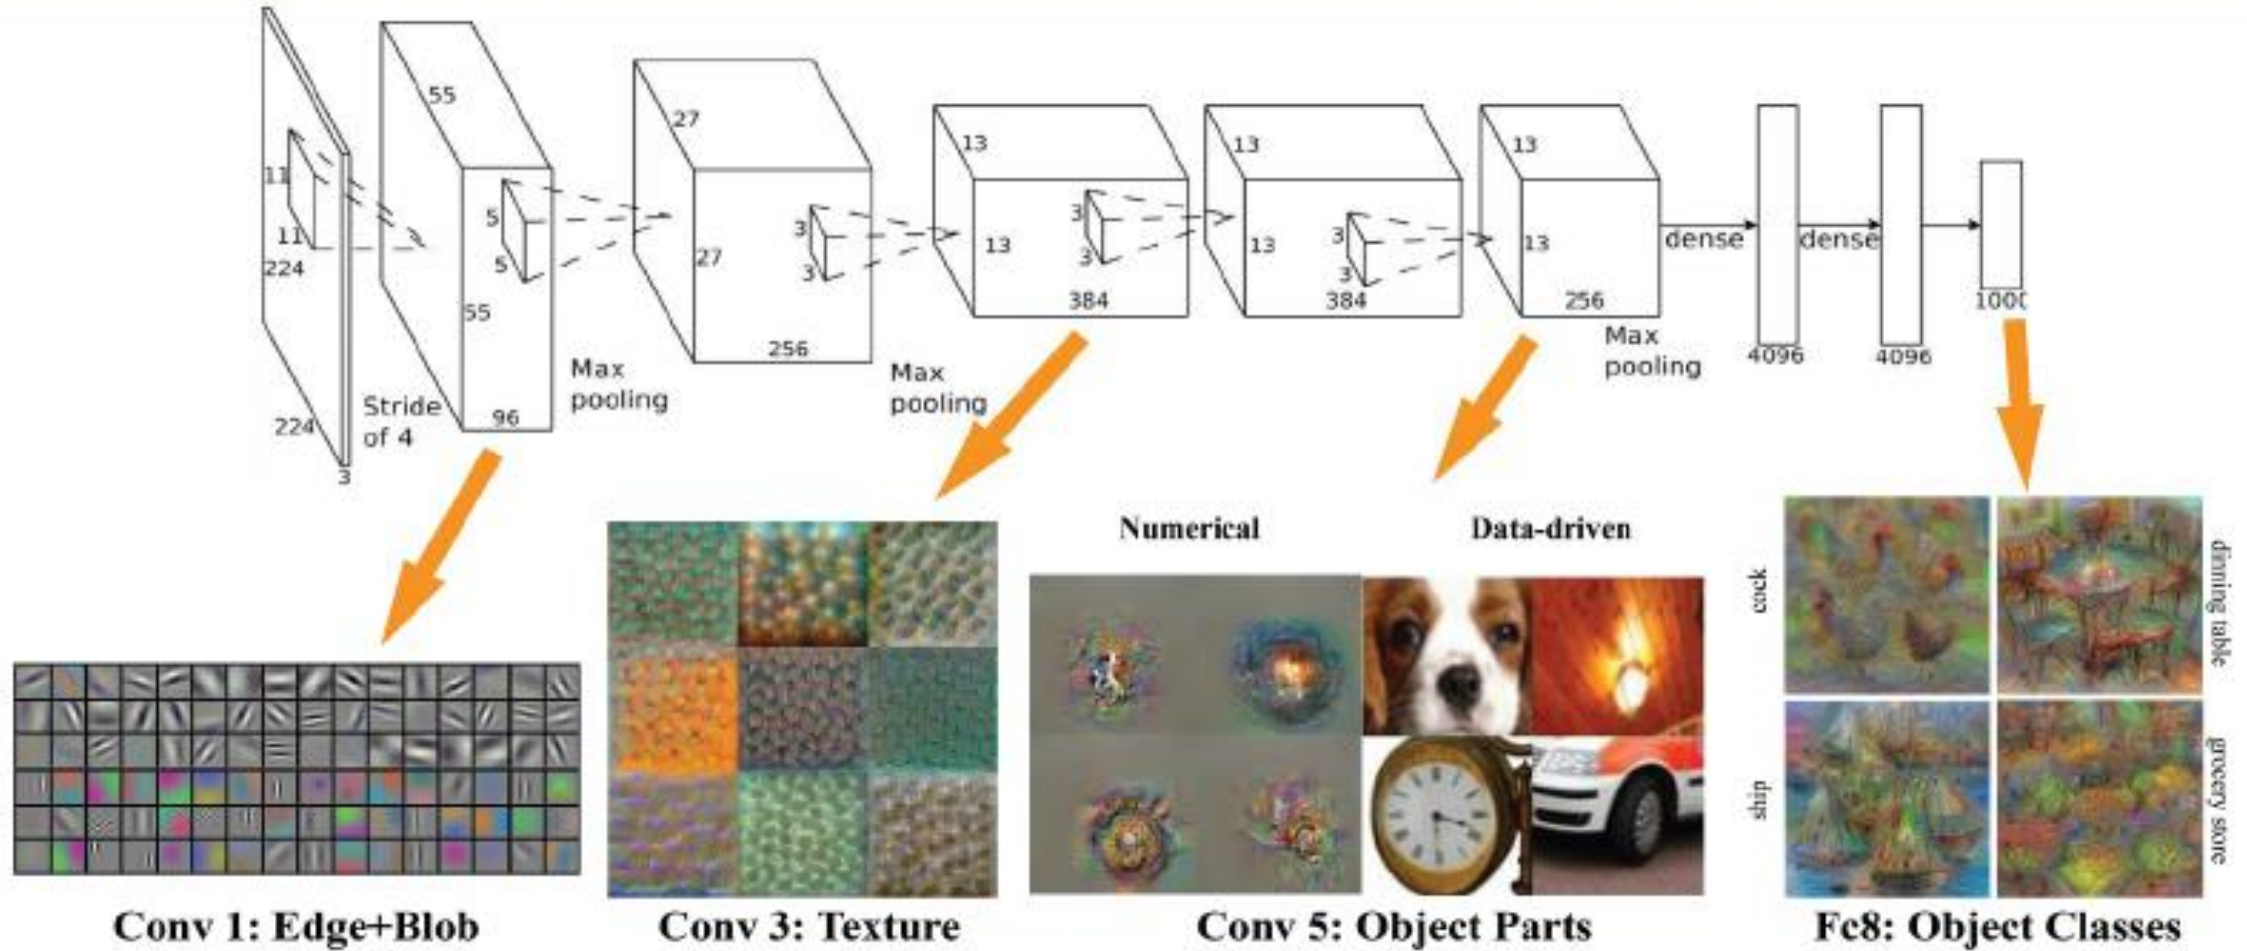 11
11
224
224
3
Stride
of 4
55
55
96
5
5
Max
pooling
27
27
256
3
3
Max
pooling
13
13
384
3
3
13
13
384
3
3
13
13
256
Max
pooling
dense
4096
dense
4096
1000
Numerical
Data-driven
cock
dinning table
ship
grocery store
Conv 1: Edge+Blob
Conv 3: Texture
Conv 5: Object Parts
Fc8: Object Classes